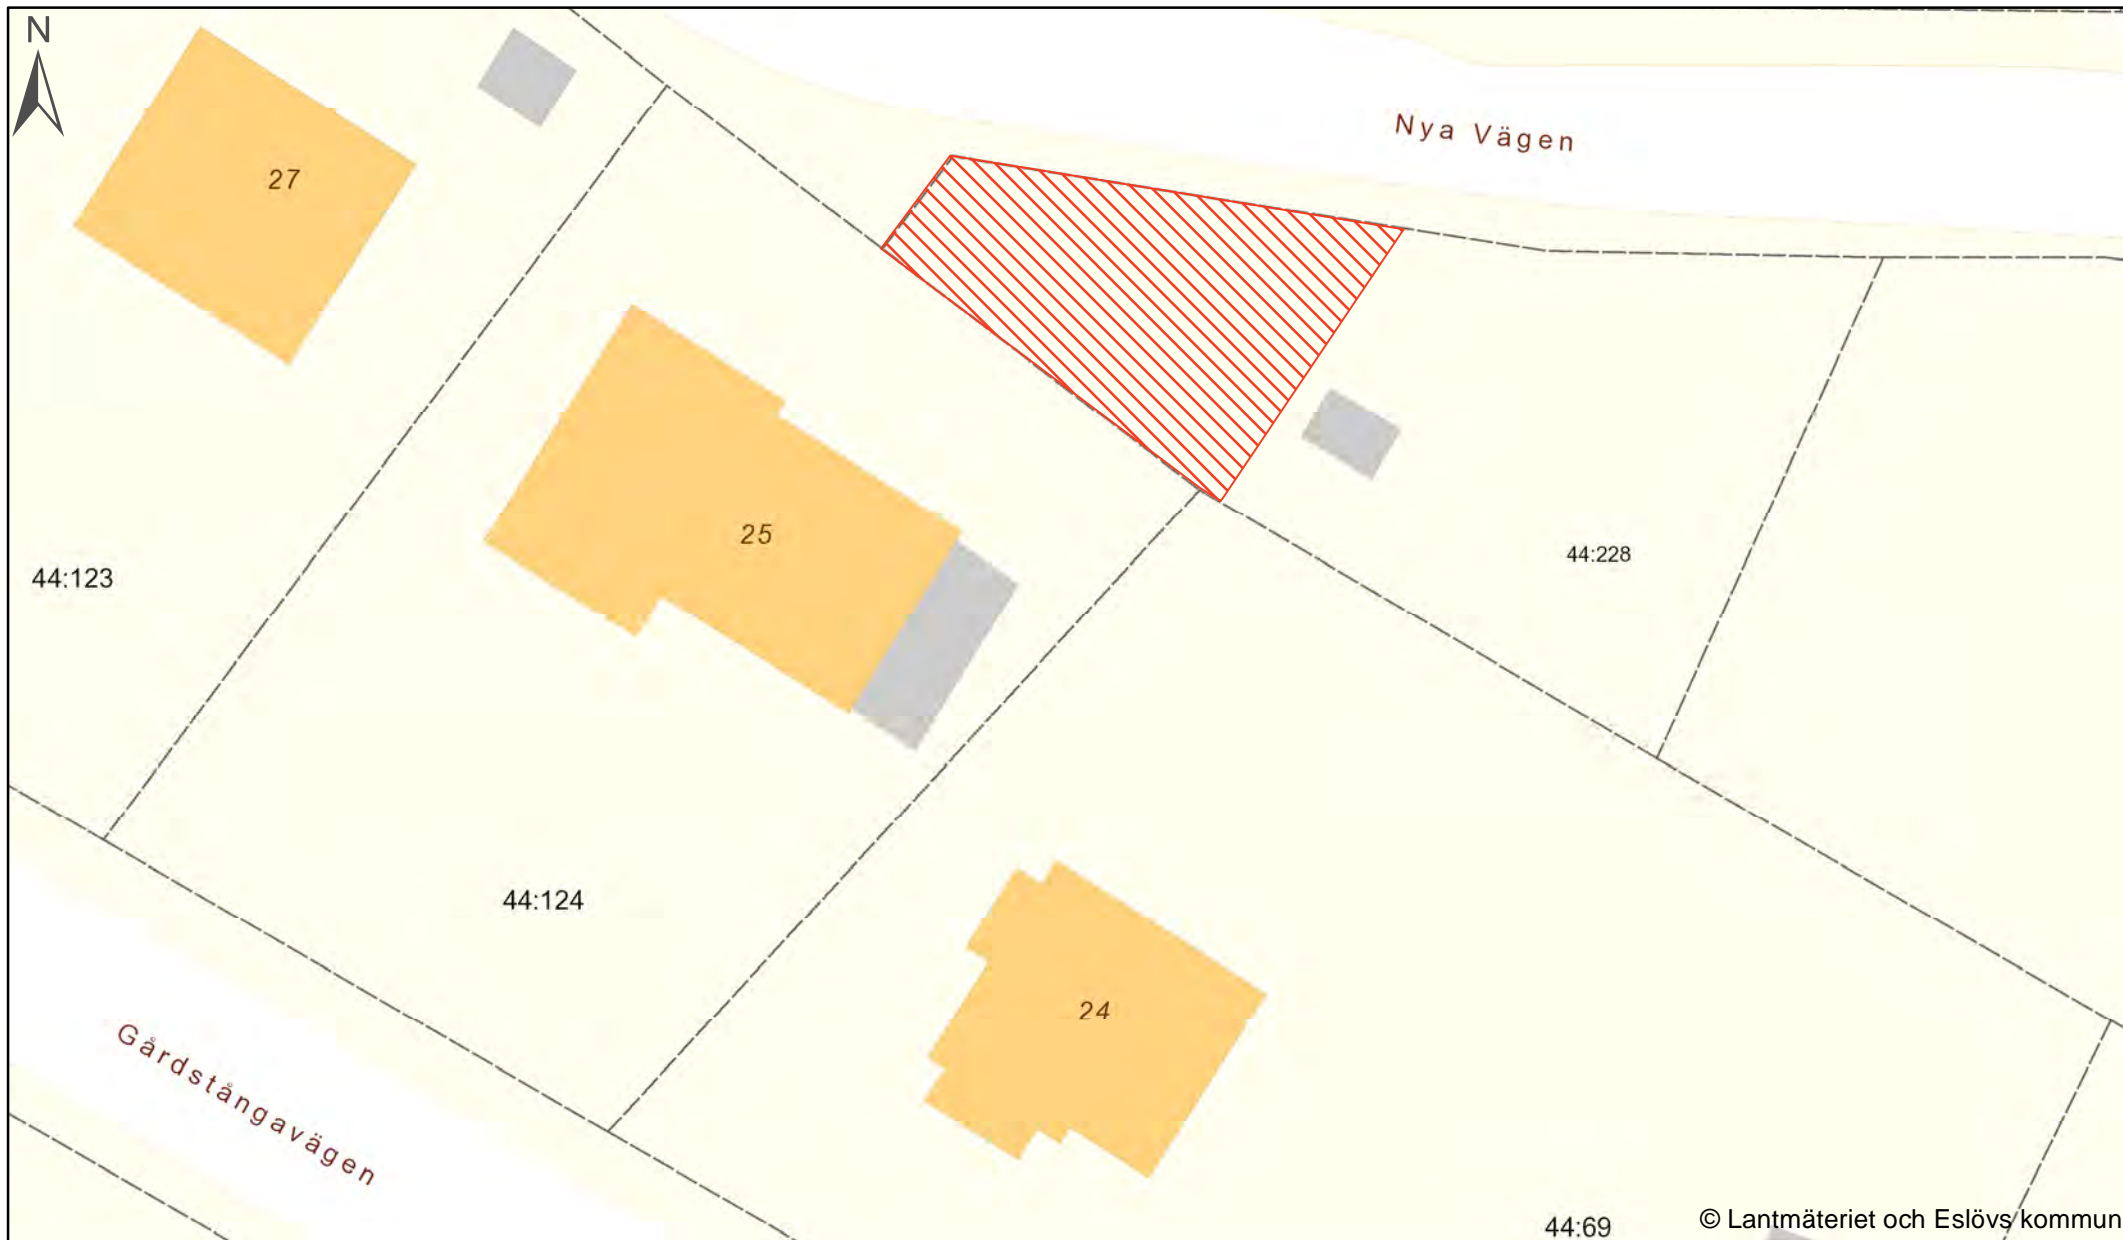 N
Nya Vägen
27
25
44:228
44:123
44:124
24
Gårdstångavägen
© Lantmäteriet och Eslövs kommun
44:69